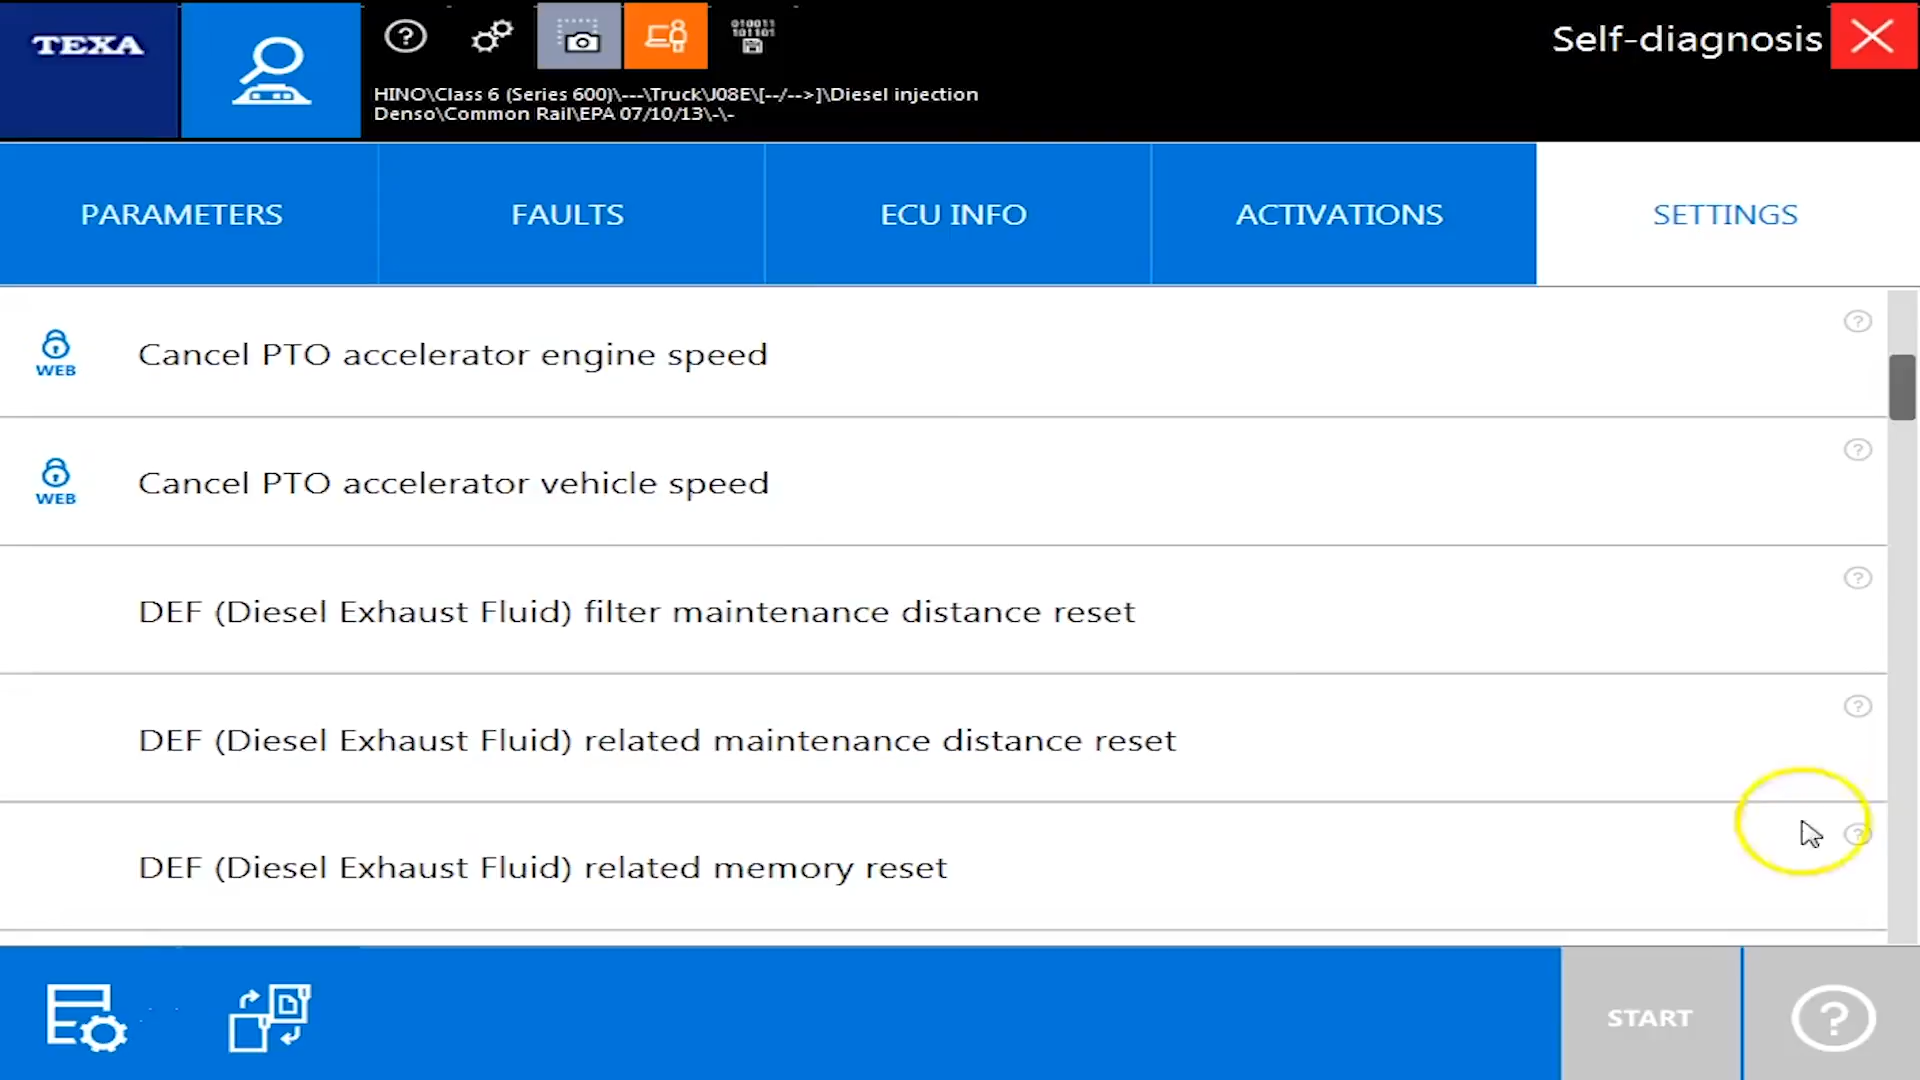 TEXA
010011
101101
Self-diagnosis
HINO\Class 6 (Series 600)\---\Truck\J08E\[--/-->]\Diesel injection
Denso\Common Rail\EPA 07/10/13\-\-
PARAMETERS
FAULTS
ECU INFO
ACTIVATIONS
SETTINGS
WEB
Cancel PTO accelerator engine speed
WEB
Cancel PTO accelerator vehicle speed
DEF (Diesel Exhaust Fluid) filter maintenance distance reset
DEF (Diesel Exhaust Fluid) related maintenance distance reset
DEF (Diesel Exhaust Fluid) related memory reset
START